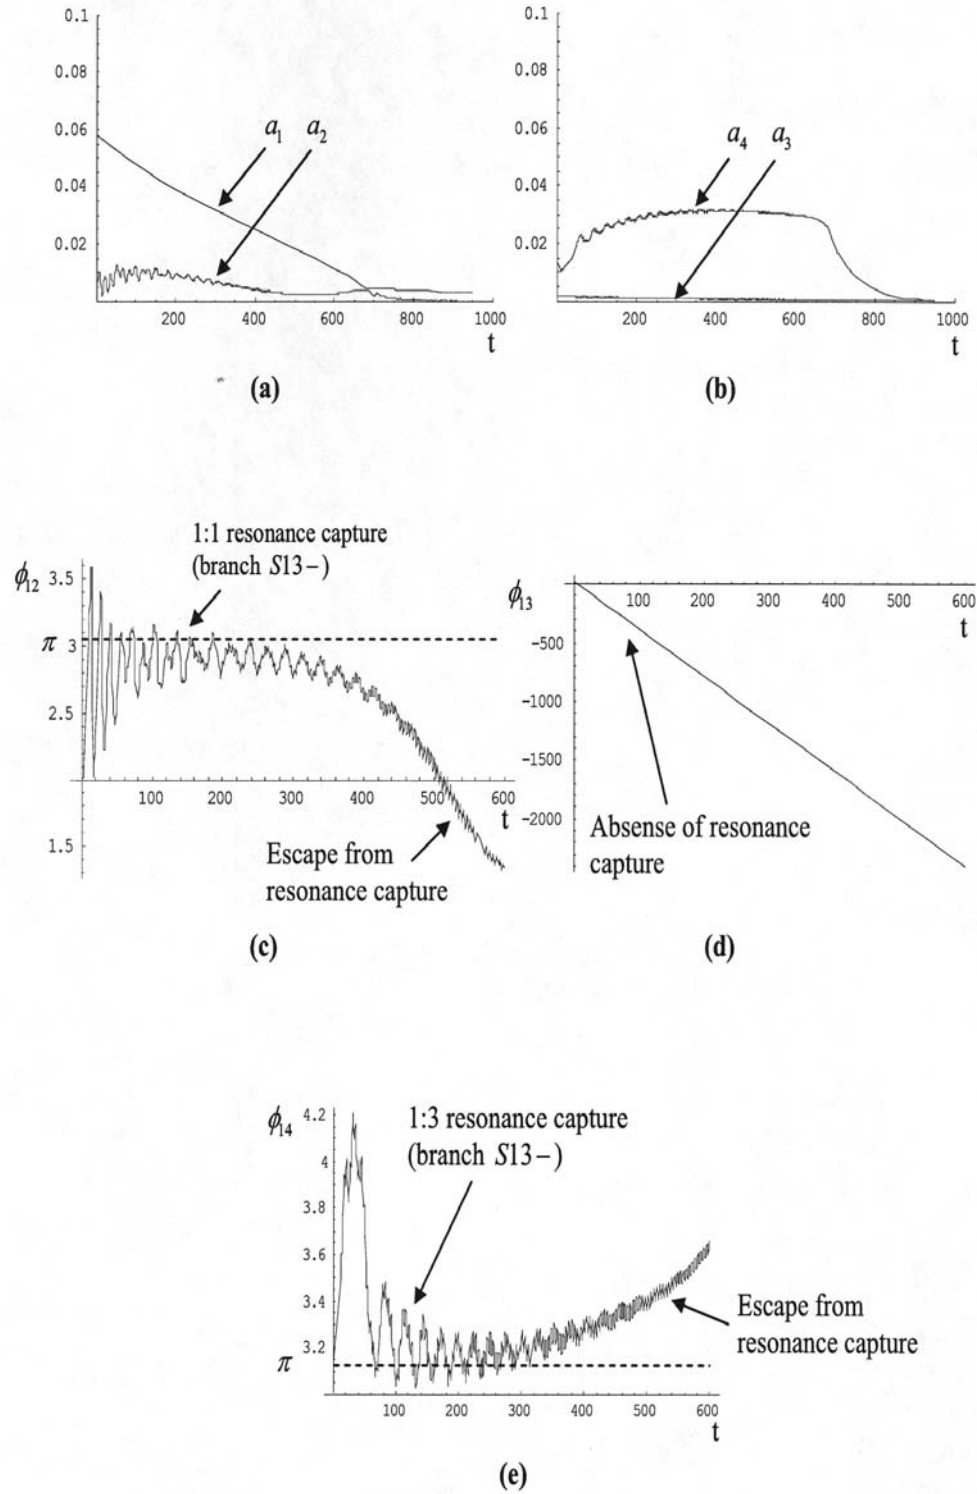 0.1
0.08
0.06
0.04
0.02
a1 a2
200 400 600 800 1000
t
(a)
0.1
0.08
0.06
0.04
0.02
a4 a3
200 400 600 800 1000
t
(b)
1:1 resonance capture
(branch S13−)
ϕ12
3.5
π 3
2.5
1.5
100 200 300 400 500 600
t
Escape from
resonance capture
(c)
ϕ13
100 200 300 400 500 600
t
−500
−1000
−1500
−2000
Absense of resonance
capture
(d)
ϕ14
4.2
4
3.8
3.6
3.4
3.2
π
1:3 resonance capture
(branch S13−)
Escape from
resonance capture
100 200 300 400 500 600
t
(e)